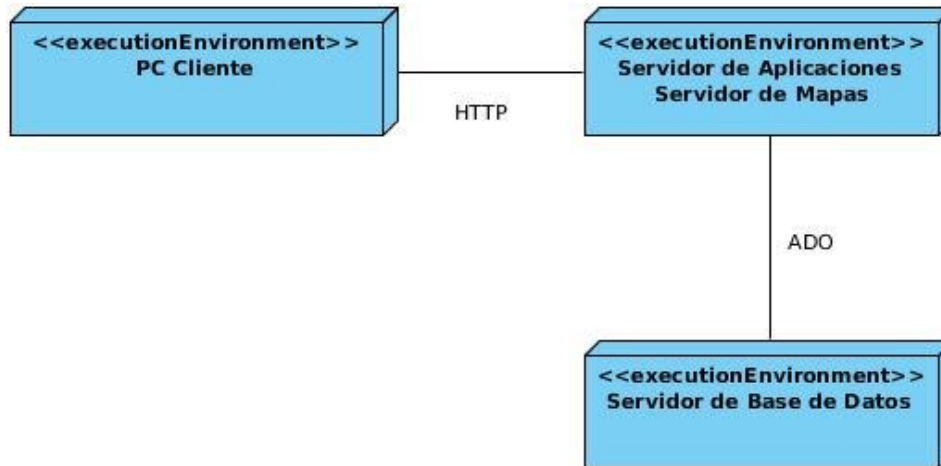 <<executionEnvironment>>
PC Cliente
HTTP
<<executionEnvironment>>
Servidor de Aplicaciones
Servidor de Mapas
ADO
<<executionEnvironment>>
Servidor de Base de Datos